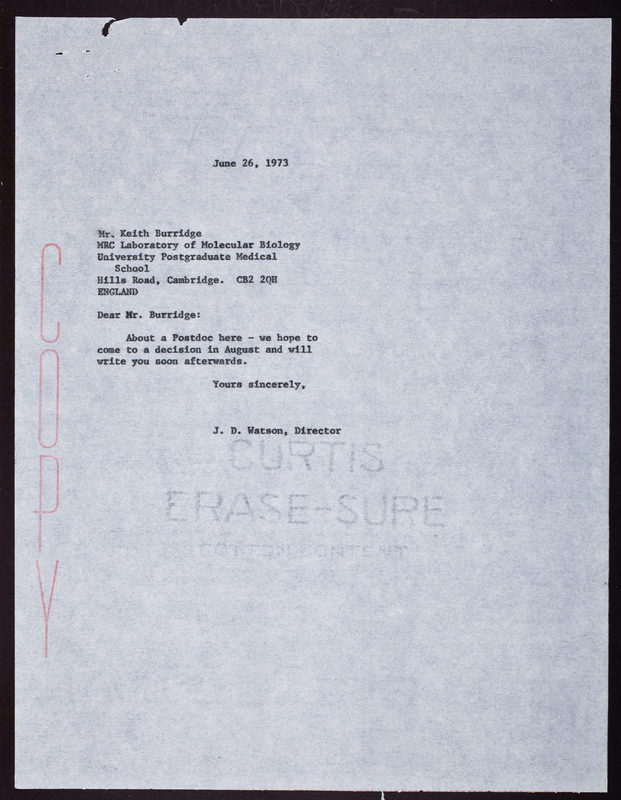 June 26, 1973
Mr. Keith Burridge
MRC Laboratory of Molecular Biology
University Postgraduate Medical
School
Hills Road, Cambridge. CB2 2QH
ENGLAND
Dear Mr. Burridge:
About a Postdoc here - we hope to
come to a decision in August and will
write you soon afterwards.
Yours sincerely,
J. D. Watson, Director
CURTIS
ERASE-SURE
COTTON CONTENT
COPY